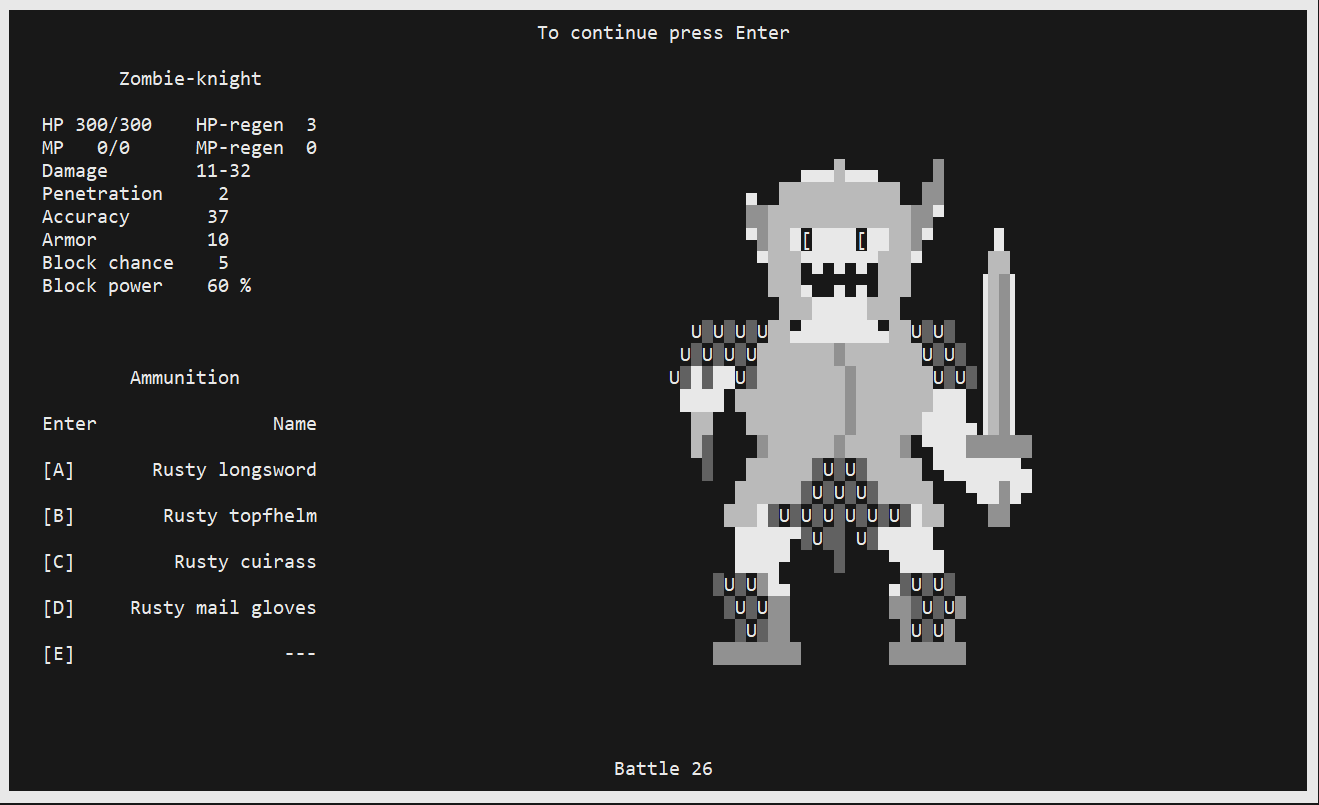 To continue press Enter
Zombie-knight
HP 300/300 HP-regen 3
MP 0/0 MP-regen 0
Damage 11-32
Penetration 2
Accuracy 37
Armor 10
Block chance 5
Block power 60 %
Ammunition
Enter Name
[A] Rusty longsword
[B] Rusty topfhelm
[C] Rusty cuirass
[D] Rusty mail gloves
[E] ---
Battle 26